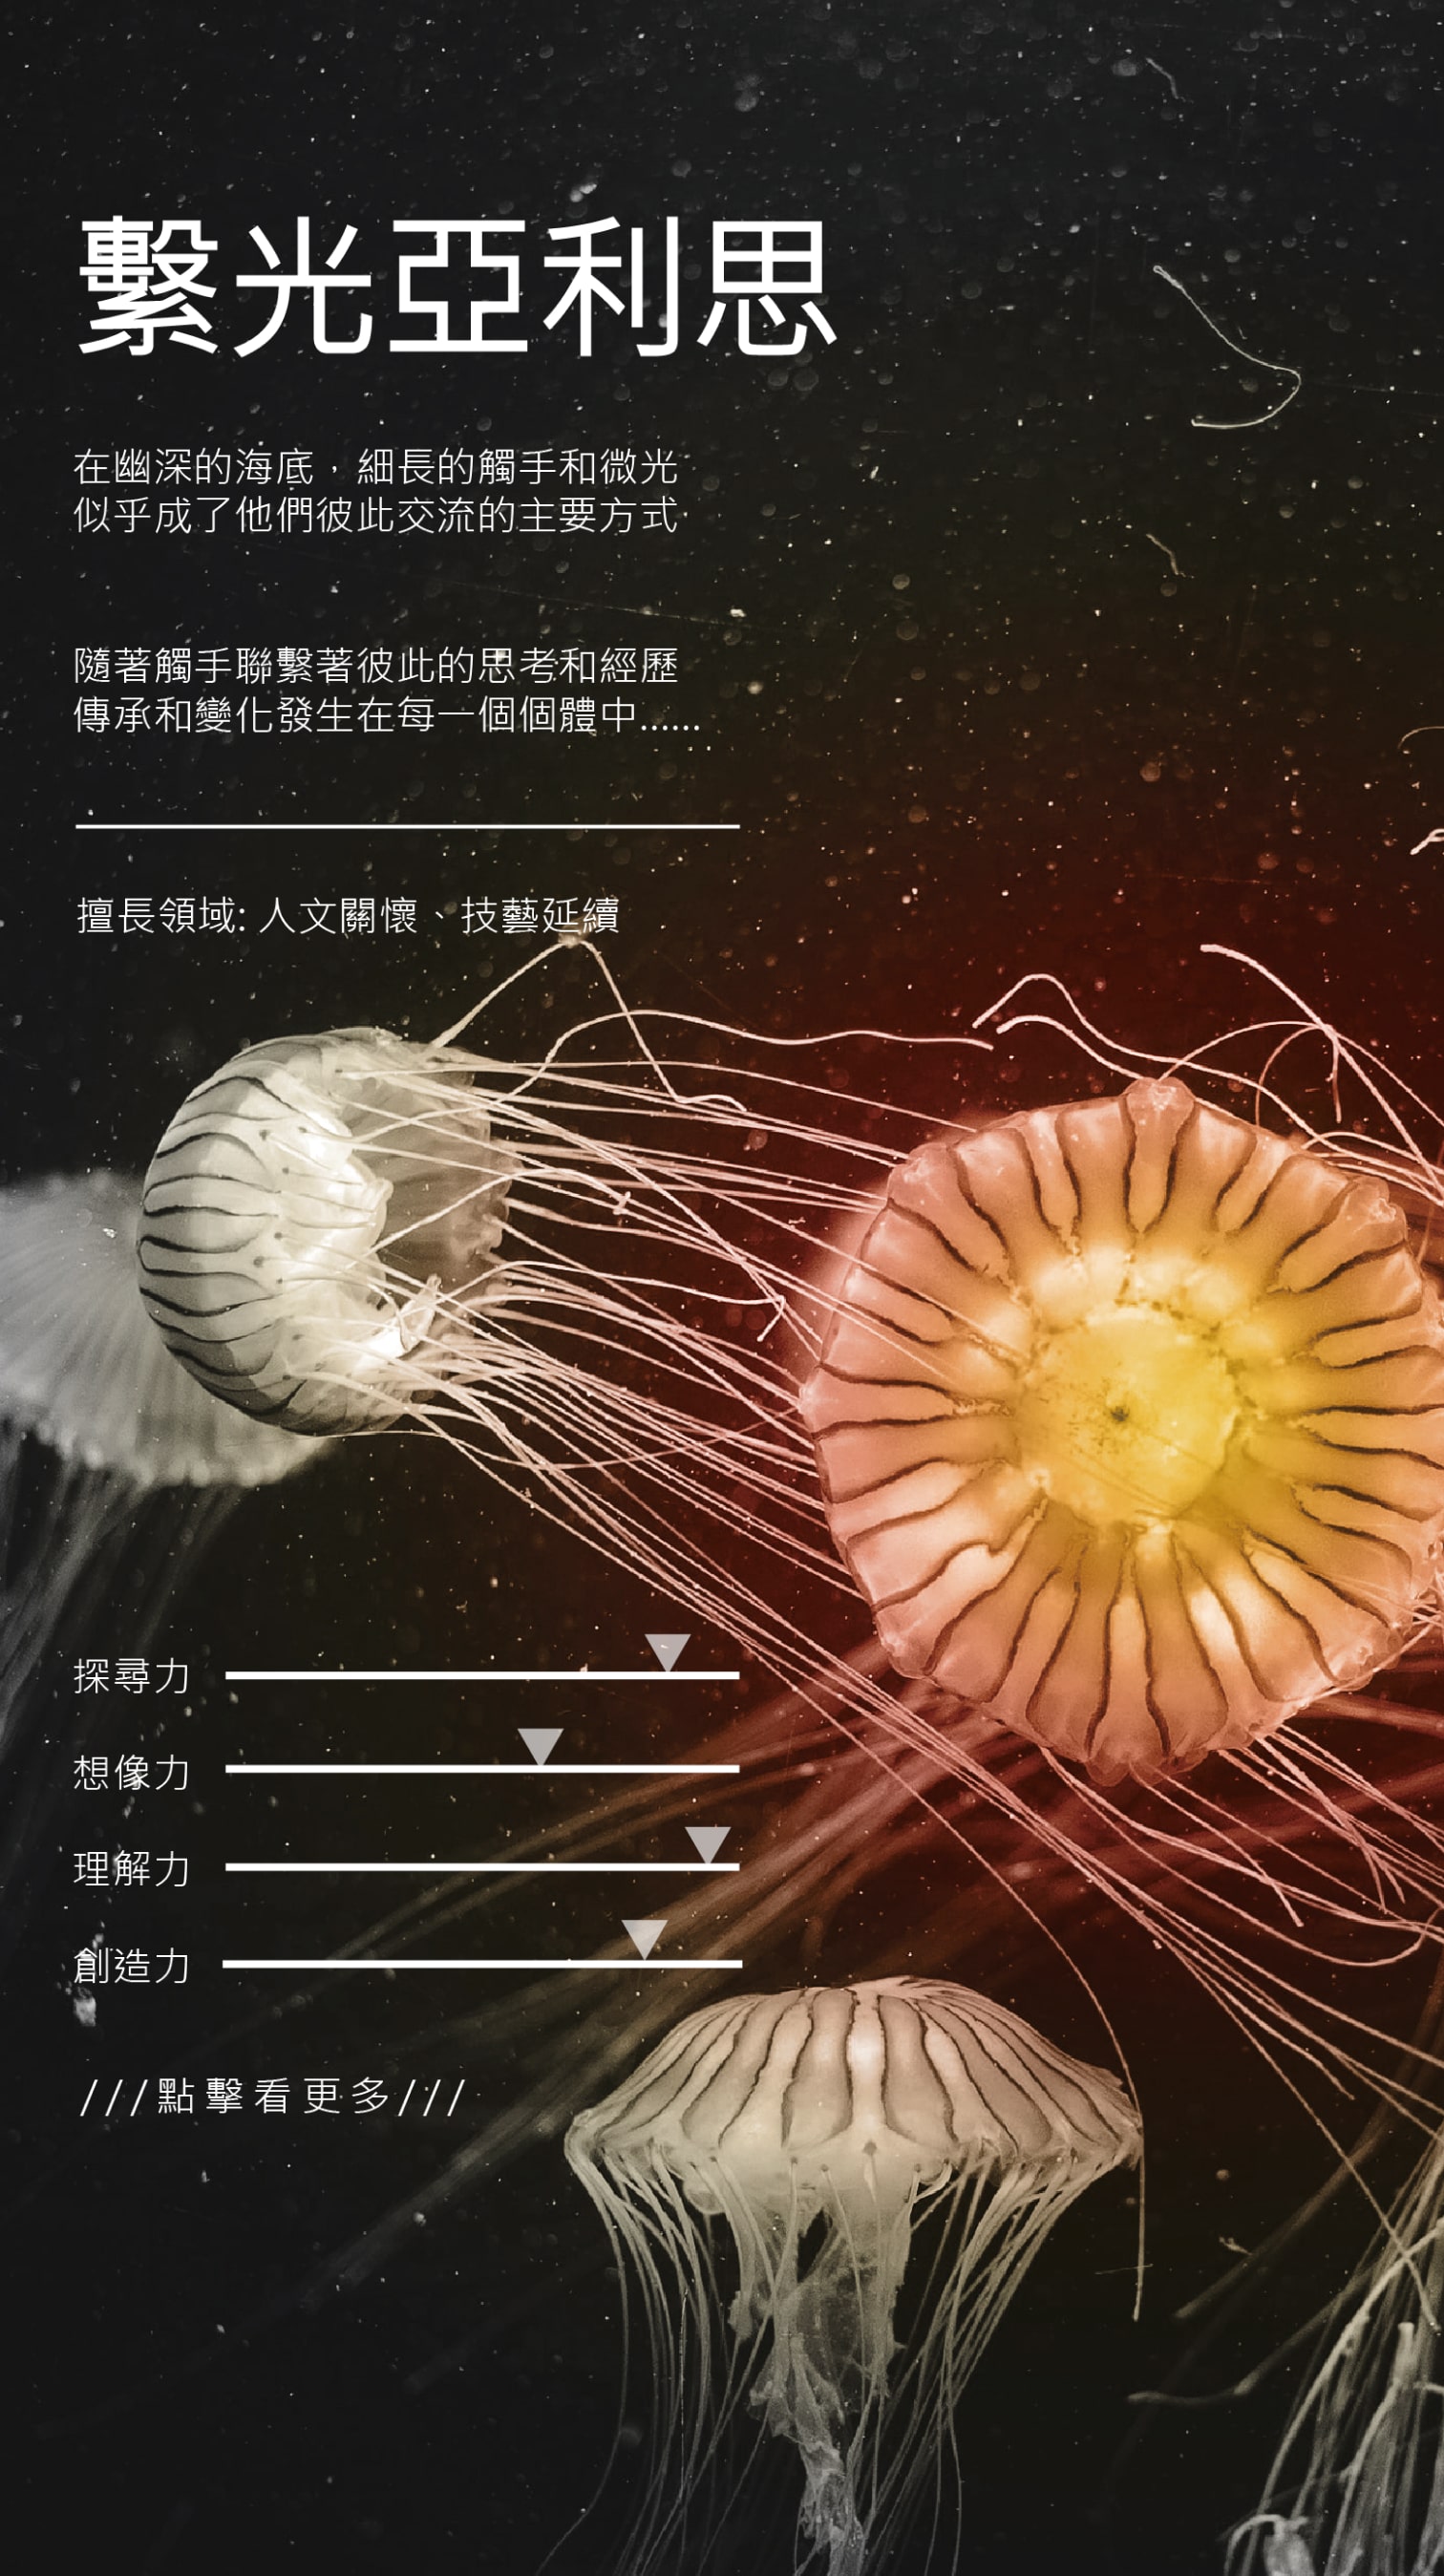 繫光亞利思
在幽深的海底，細長的觸手和微光
似乎成了他們彼此交流的主要方式
隨著觸手聯繫著彼此的思考和經歷
傳承和變化發生在每一個個體中......
擅長領域: 人文關懷、技藝延續
探尋力
想像力
理解力
創造力
///點擊看更多///